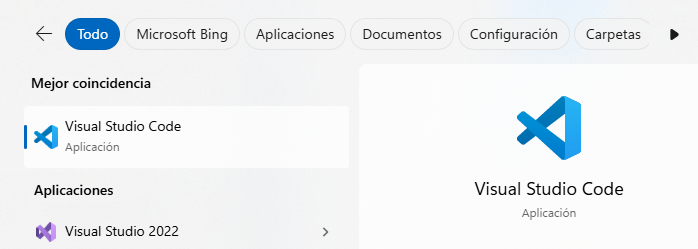 Todo Microsoft Bing Aplicaciones Documentos Configuración Carpetas
Mejor coincidencia
Visual Studio Code
Aplicación
Aplicaciones
Visual Studio 2022
Visual Studio Code
Aplicación